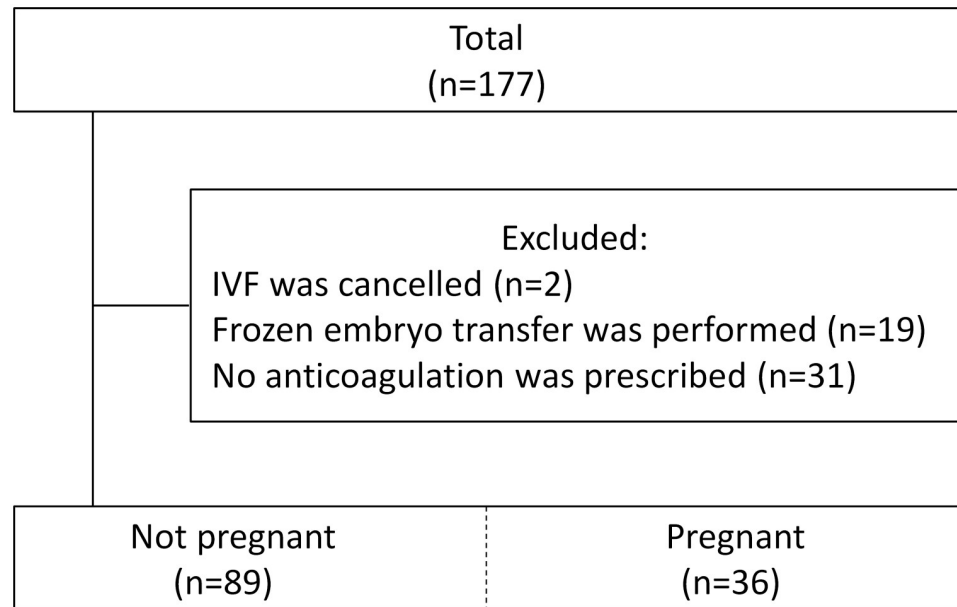 Total
(n=177)
Excluded:
IVF was cancelled (n=2)
Frozen embryo transfer was performed (n=19)
No anticoagulation was prescribed (n=31)
Not pregnant
(n=89)
Pregnant
(n=36)